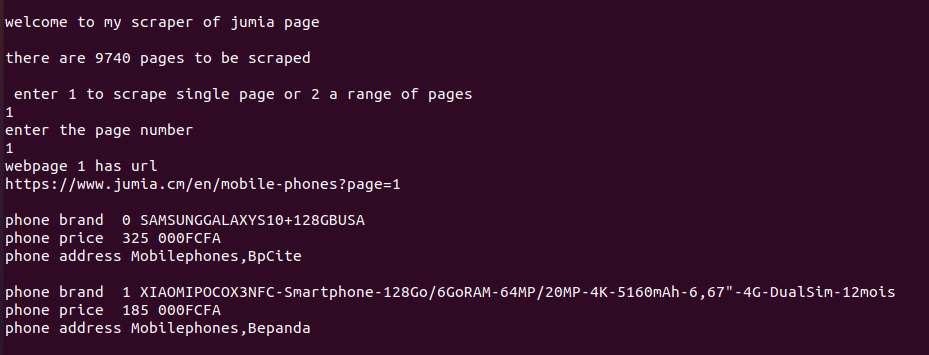 welcome to my scraper of jumia page
there are 9740 pages to be scraped
enter 1 to scrape single page or 2 a range of pages
1
enter the page number
1
webpage 1 has url
https://www.jumia.cm/en/mobile-phones?page=1
phone brand  0 SAMSUNGGALAXYS10+128GBUSA
phone price  325 000FCFA
phone address Mobilephones,BpCite
phone brand  1 XIAOMIPOCOX3NFC-Smartphone-128Go/6GoRAM-64MP/20MP-4K-5160mAh-6,67"-4G-DualSim-12mois
phone price  185 000FCFA
phone address Mobilephones,Bepanda